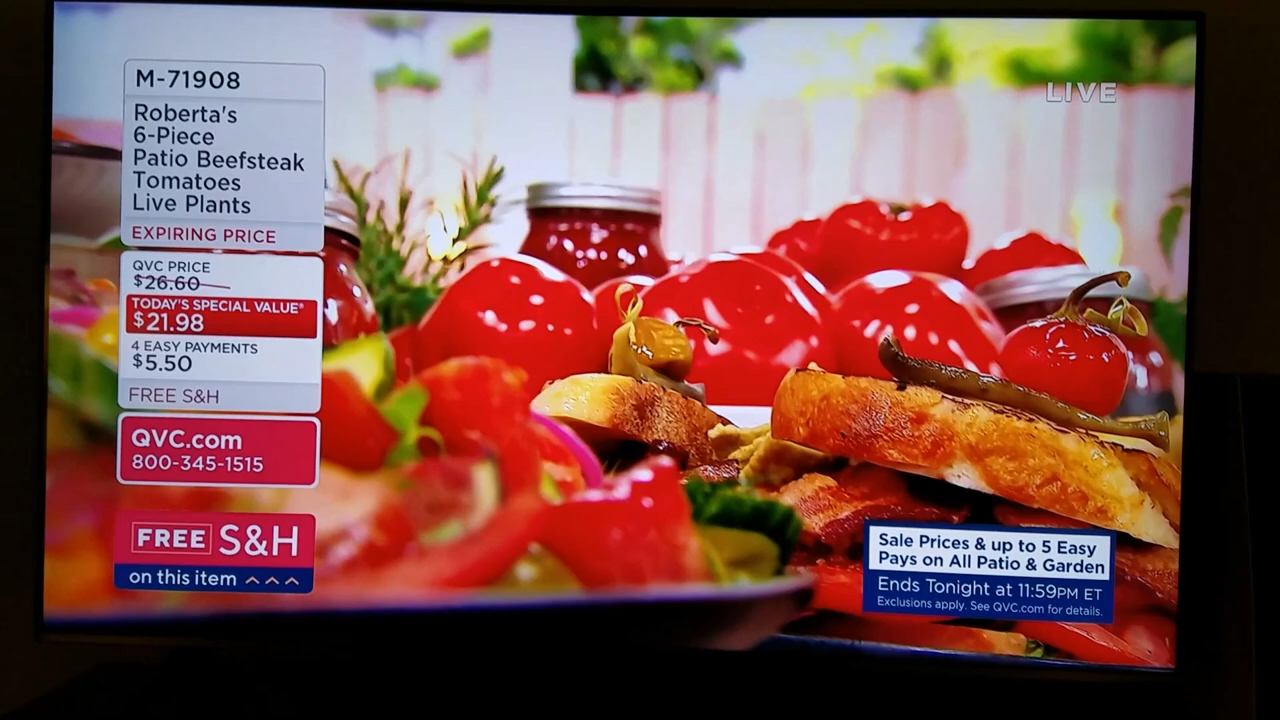 M-71908
Roberta's
6-Piece
Patio Beefsteak
Tomatoes
Live Plants
EXPIRING PRICE
QVC PRICE
$26.60
TODAY'S SPECIAL VALUE®
$21.98
4 EASY PAYMENTS
$5.50
FREE S&H
QVC.com
800-345-1515
FREE S&H
on this item
LIVE
Sale Prices & up to 5 Easy
Pays on All Patio & Garden
Ends Tonight at 11:59PM ET
Exclusions apply. See QVC.com for details.